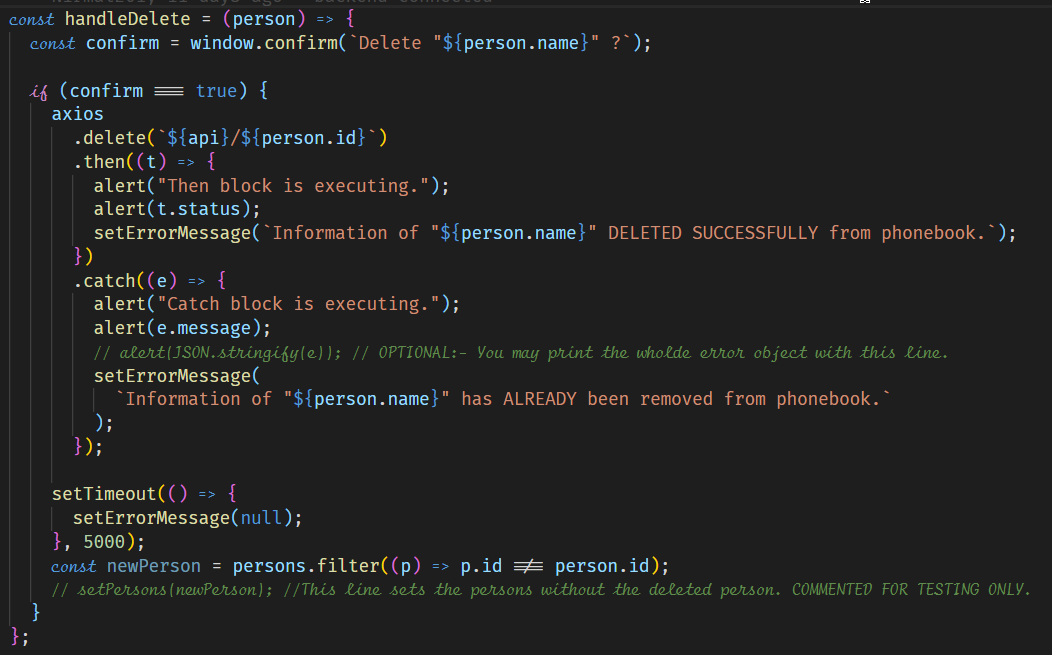 const handleDelete = (person) => {
const confirm = window.confirm(`Delete "${person.name}" ?`);
if (confirm === true) {
axios
.delete(`${api}/${person.id}`)
.then((t) => {
alert("Then block is executing.");
alert(t.status);
setErrorMessage(`Information of "${person.name}" DELETED SUCCESSFULLY from phonebook.`);
})
.catch((e) => {
alert("Catch block is executing.");
alert(e.message);
// alert(JSON.stringify(e)); // OPTIONAL:- You may print the wholde error object with this line.
setErrorMessage(
`Information of "${person.name}" has ALREADY been removed from phonebook.`
);
});
setTimeout(() => {
setErrorMessage(null);
}, 5000);
const newPerson = persons.filter((p) => p.id !== person.id);
// setPersons(newPerson); //This line sets the persons without the deleted person. COMMENTED FOR TESTING ONLY.
}
};